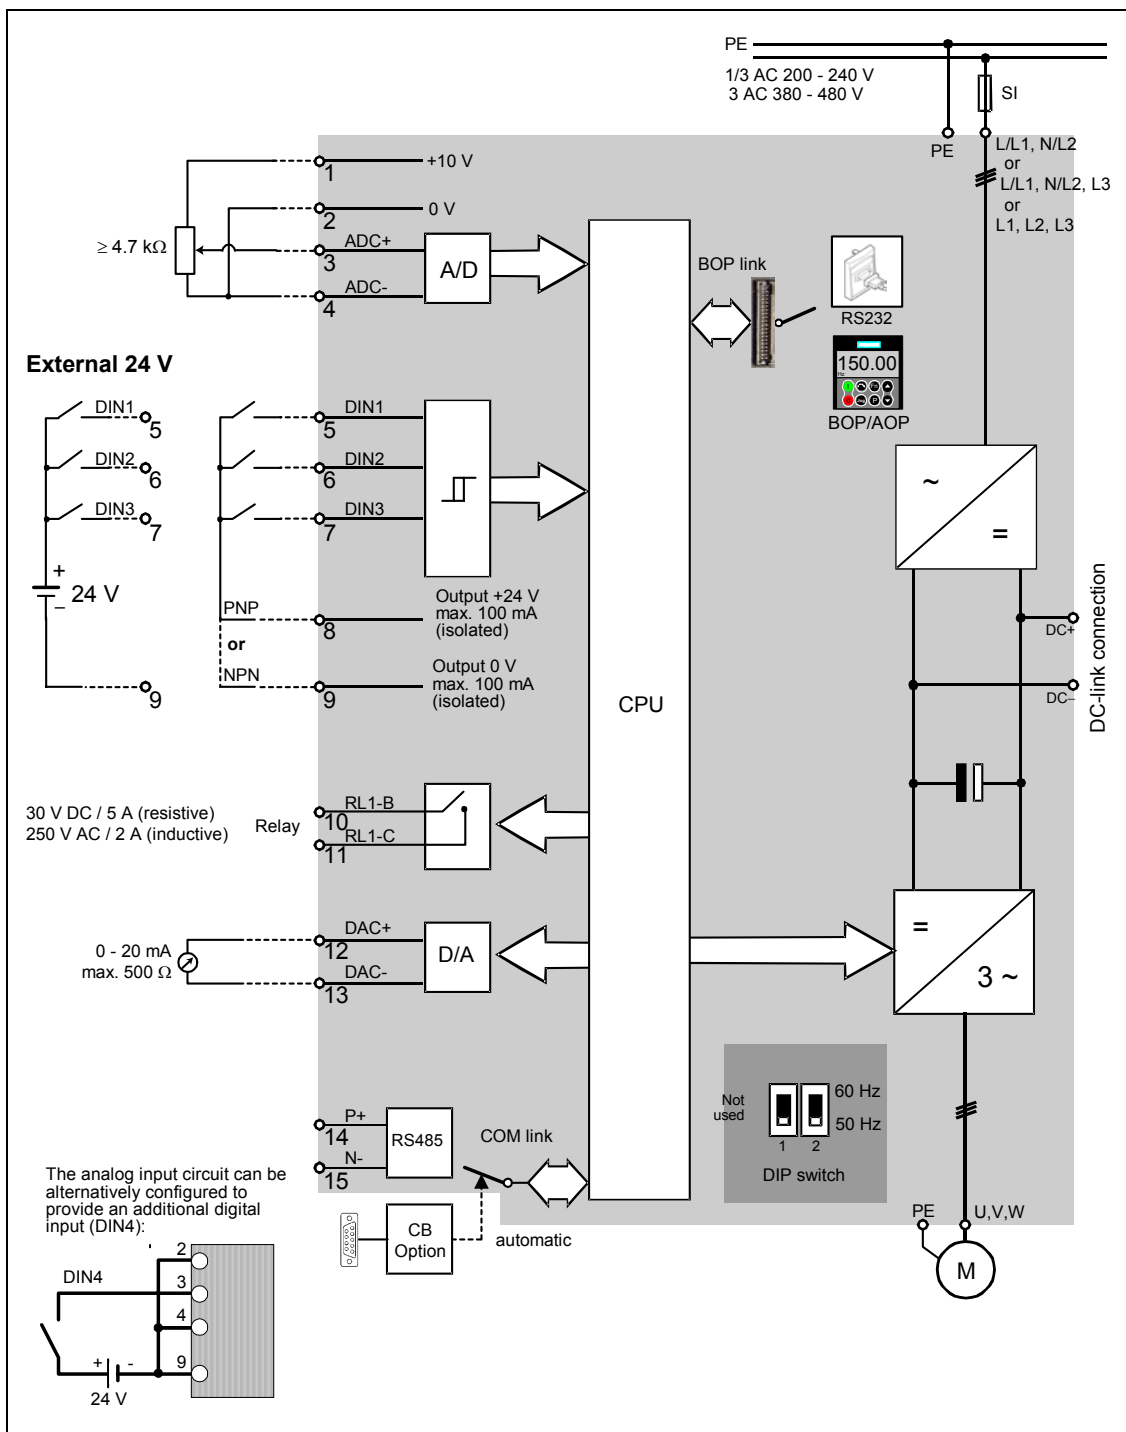 PE
1/3 AC 200 - 240 V
3 AC 380 - 480 V
SI
PE
L/L1, N/L2
or
L/L1, N/L2, L3
or
L1, L2, L3
1
+10 V
2
0 V
≥ 4.7 kΩ
ADC+
3
ADC-
4
A/D
BOP link
RS232
150.00
Hz
Fn
Jog
P
BOP/AOP
External 24 V
DIN1
5
DIN2
6
DIN3
7
+
24 V
–
9
DIN1
5
DIN2
6
DIN3
7
PNP
8
Output +24 V
max. 100 mA
(isolated)
or
NPN
9
Output 0 V
max. 100 mA
(isolated)
CPU
~
=
DC+
DC–
DC-link connection
30 V DC / 5 A (resistive)
250 V AC / 2 A (inductive)
Relay
RL1-B
10
RL1-C
11
0 - 20 mA
max. 500 Ω
DAC+
12
DAC-
13
D/A
=
3 ~
P+
14
N-
15
RS485
COM link
CB
Option
automatic
Not
used
60 Hz
50 Hz
1
2
DIP switch
PE
U,V,W
M
The analog input circuit can be
alternatively configured to
provide an additional digital
input (DIN4):
DIN4
2
3
4
9
+
-
24 V